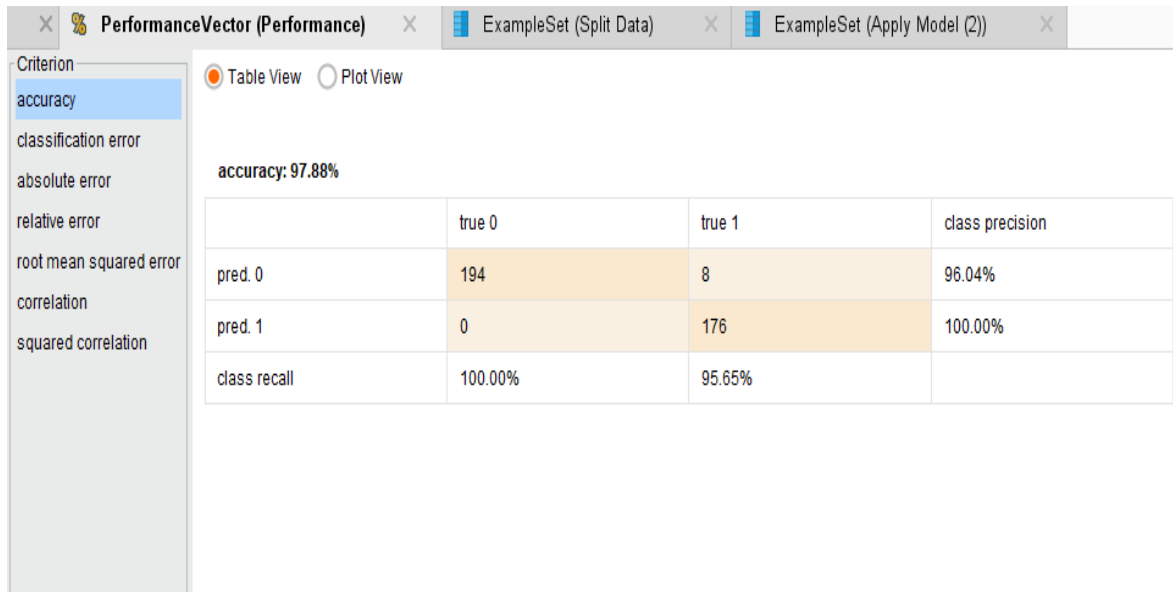 PerformanceVector (Performance) ExampleSet (Split Data) ExampleSet (Apply Model (2))
Criterion
accuracy
classification error
absolute error
relative error
root mean squared error
correlation
squared correlation
Table View Plot View
accuracy: 97.88%
true 0 true 1 class precision
pred. 0 194 8 96.04%
pred. 1 0 176 100.00%
class recall 100.00% 95.65%